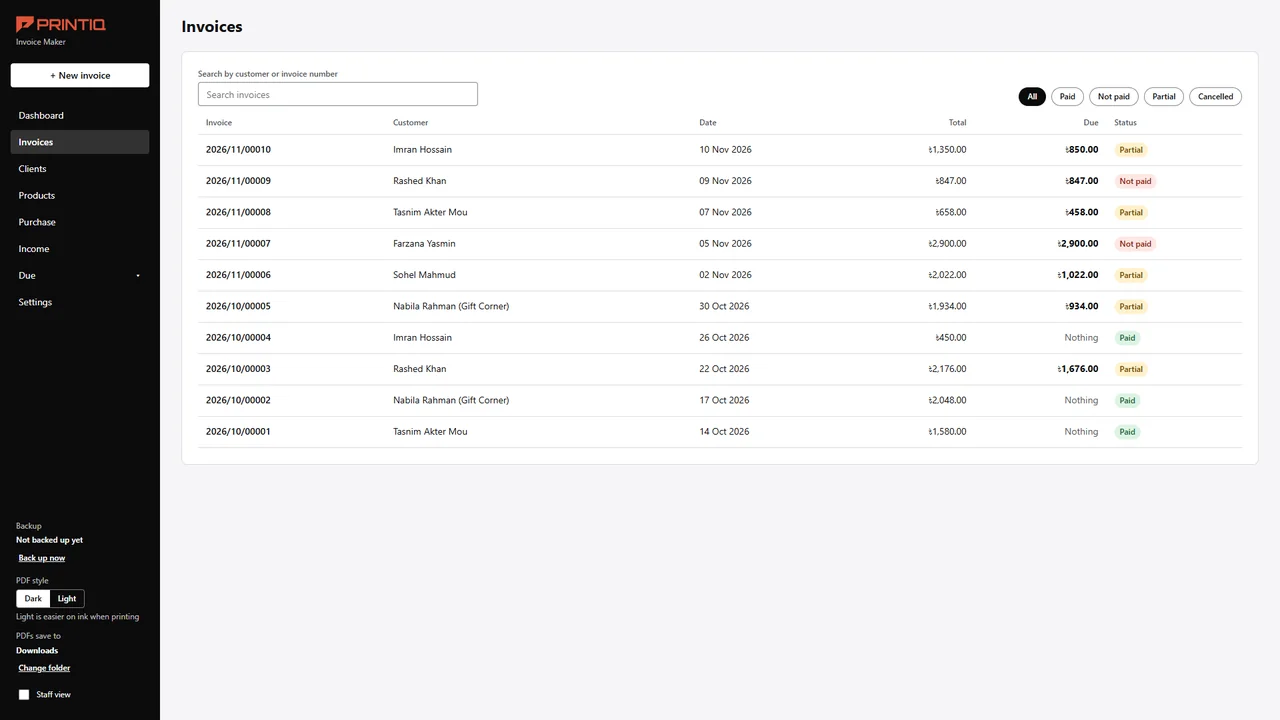 PRINTIQ
Invoice Maker
+ New invoice
Dashboard
Invoices
Clients
Products
Purchase
Income
Due
Settings
Backup
Not backed up yet
Back up now
PDF style
Dark Light
Light is easier on ink when printing
PDFs save to
Downloads
Change folder
Staff view
Invoices
Search by customer or invoice number
Search invoices
All Paid Not paid Partial Cancelled
Invoice Customer Date Total Due Status
2026/11/00010 Imran Hossain 10 Nov 2026 ৳1,350.00 ৳850.00 Partial
2026/11/00009 Rashed Khan 09 Nov 2026 ৳847.00 ৳847.00 Not paid
2026/11/00008 Tasnim Akter Mou 07 Nov 2026 ৳658.00 ৳458.00 Partial
2026/11/00007 Farzana Yasmin 05 Nov 2026 ৳2,900.00 ৳2,900.00 Not paid
2026/11/00006 Sohel Mahmud 02 Nov 2026 ৳2,022.00 ৳1,022.00 Partial
2026/10/00005 Nabila Rahman (Gift Corner) 30 Oct 2026 ৳1,934.00 ৳934.00 Partial
2026/10/00004 Imran Hossain 26 Oct 2026 ৳450.00 Nothing Paid
2026/10/00003 Rashed Khan 22 Oct 2026 ৳2,176.00 ৳1,676.00 Partial
2026/10/00002 Nabila Rahman (Gift Corner) 17 Oct 2026 ৳2,048.00 Nothing Paid
2026/10/00001 Tasnim Akter Mou 14 Oct 2026 ৳1,580.00 Nothing Paid